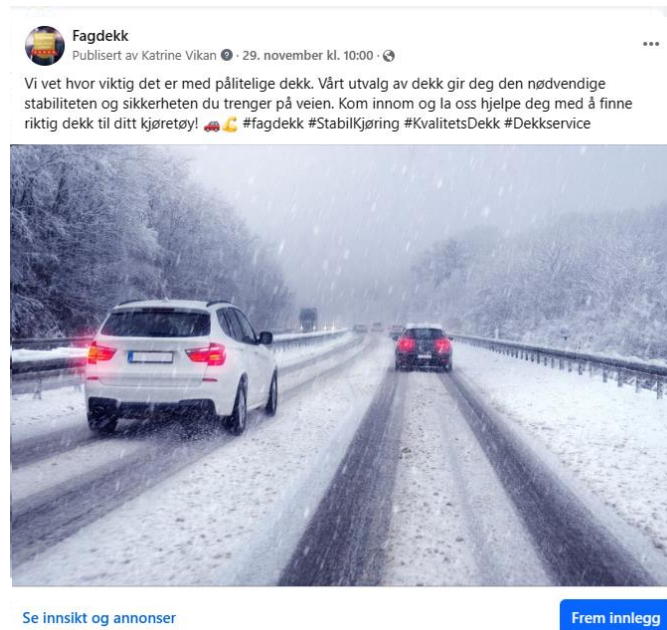 Fagdekk
Publisert av Katrine Vikan · 29. november kl. 10:00 ·
Vi vet hvor viktig det er med pålitelige dekk. Vårt utvalg av dekk gir deg den nødvendige
stabiliteten og sikkerheten du trenger på veien. Kom innom og la oss hjelpe deg med å finne
riktig dekk til ditt kjøretøy! 🚗💪 #fagdekk #StabilKjøring #KvalitetsDekk #Dekkservice
Se innsikt og annonser
Frem innlegg